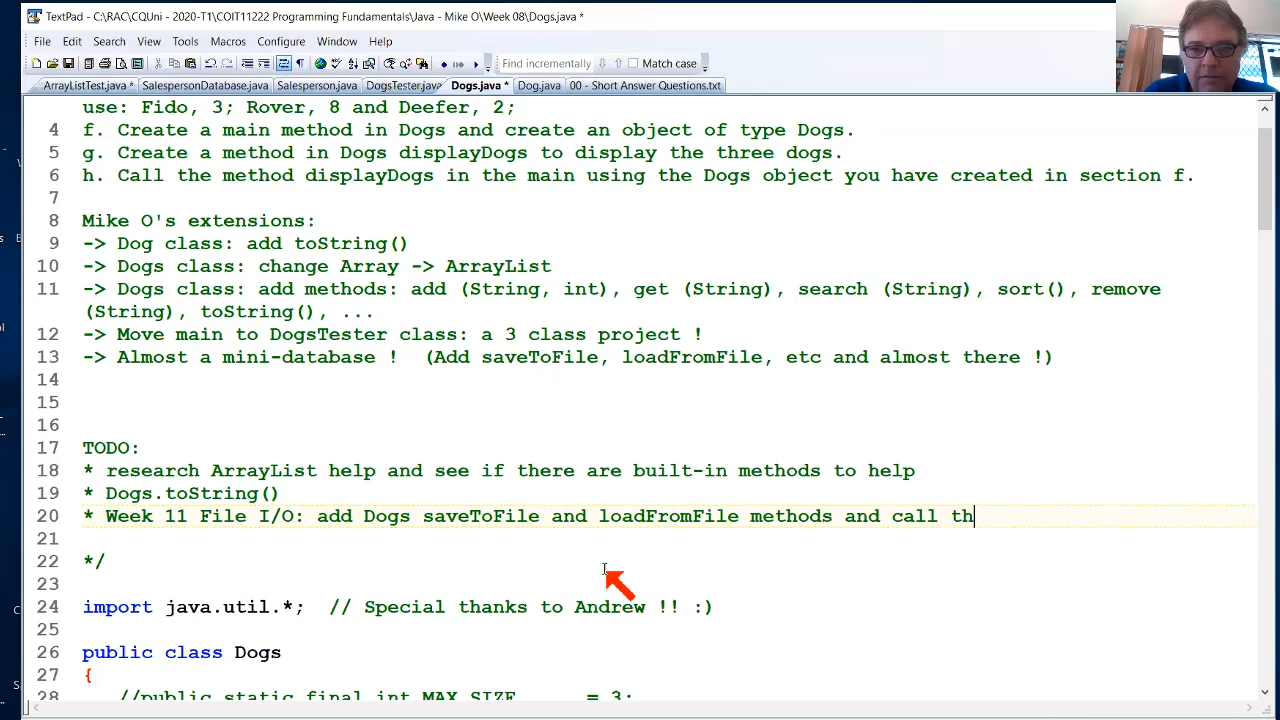 TextPad - C:\RAC\CQUni - 2020-T1\COIT11222 Programming Fundamentals\Java - Mike O\Week 08\Dogs.java *
File Edit Search View Tools Macros Configure Window Help
Find incrementally Match case
ArrayListTest.java * SalespersonDatabase.java Salesperson.java DogsTester.java Dogs.java * Dog.java 00 - Short Answer Questions.txt
use: Fido, 3; Rover, 8 and Deefer, 2;
4 f. Create a main method in Dogs and create an object of type Dogs.
5 g. Create a method in Dogs displayDogs to display the three dogs.
6 h. Call the method displayDogs in the main using the Dogs object you have created in section f.
7
8 Mike O's extensions:
9 -> Dog class: add toString()
10 -> Dogs class: change Array -> ArrayList
11 -> Dogs class: add methods: add (String, int), get (String), search (String), sort(), remove
(String), toString(), ...
12 -> Move main to DogsTester class: a 3 class project !
13 -> Almost a mini-database ! (Add saveToFile, loadFromFile, etc and almost there !)
14
15
16
17 TODO:
18 * research ArrayList help and see if there are built-in methods to help
19 * Dogs.toString()
20 * Week 11 File I/O: add Dogs saveToFile and loadFromFile methods and call th
21
22 */
23
24 import java.util.*; // Special thanks to Andrew !! :)
25
26 public class Dogs
27 {
28 //public static final int MAX_SIZE = 3;